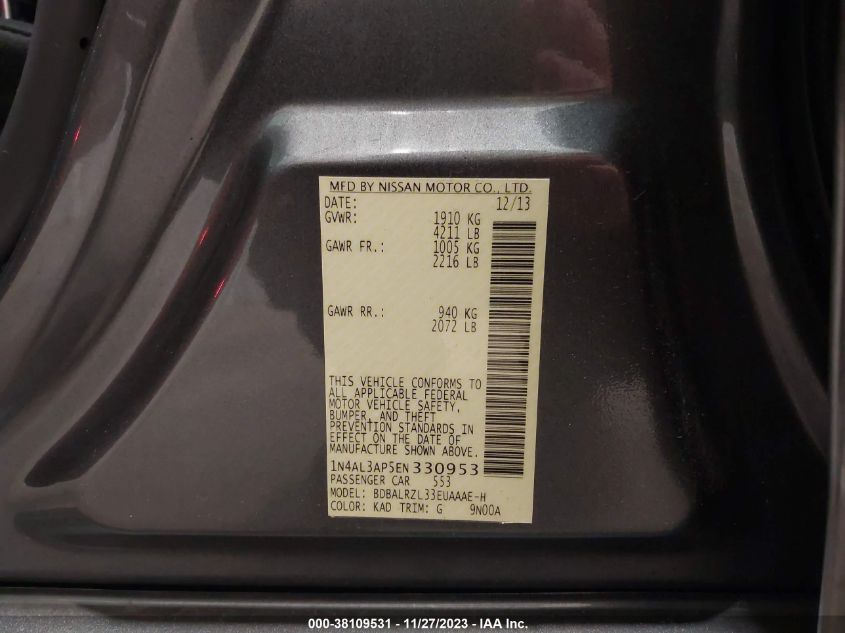 MFD BY NISSAN MOTOR CO., LTD.
DATE: 12/13
GVWR: 1910 KG
4211 LB
GAWR FR.: 1005 KG
2216 LB
GAWR RR.: 940 KG
2072 LB
THIS VEHICLE CONFORMS TO
ALL APPLICABLE FEDERAL
MOTOR VEHICLE SAFETY,
BUMPER, AND THEFT
PREVENTION STANDARDS IN
EFFECT ON THE DATE OF
MANUFACTURE SHOWN ABOVE.
1N4AL3AP5EN330953
PASSENGER CAR 553
MODEL: BDBALRZL33EUAAAE-H
COLOR: KAD TRIM: G 9N00A
000-38109531 - 11/27/2023 - IAA Inc.